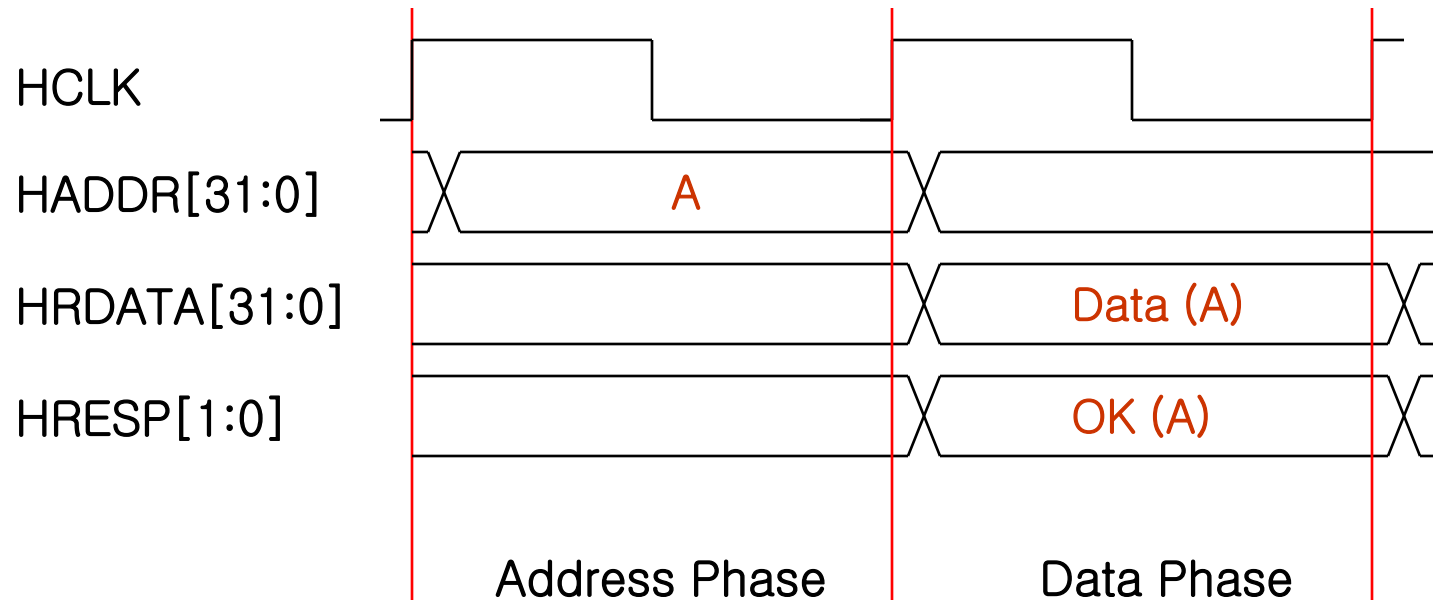 HCLK
HADDR[31:0] A
HRDATA[31:0] Data (A)
HRESP[1:0] OK (A)
Address Phase Data Phase